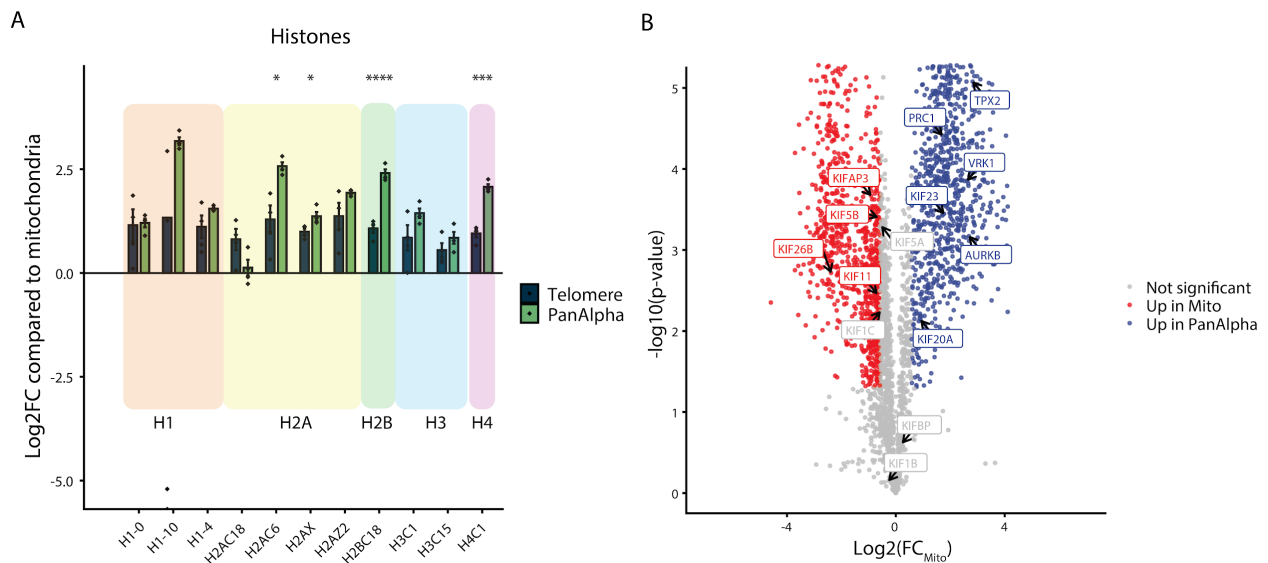 A
Histones
* * **** ***
Log2FC compared to mitochondria
2.5
0.0
-2.5
-5.0
H1 H2A H2B H3 H4
H1-0 H1-10 H1-4 H2AC18 H2AC6 H2AX H2AZ2 H2BC18 H3C1 H3C15 H4C1
Telomere
PanAlpha
B
-log10(p-value)
5
4
3
2
1
0
TPX2
PRC1
VRK1
KIFAP3
KIF23
KIF5B
KIF5A
KIF26B
AURKB
KIF11
KIF1C
KIF20A
KIFBP
KIF1B
-4 0 4
Log2(FCMito)
Not significant
Up in Mito
Up in PanAlpha